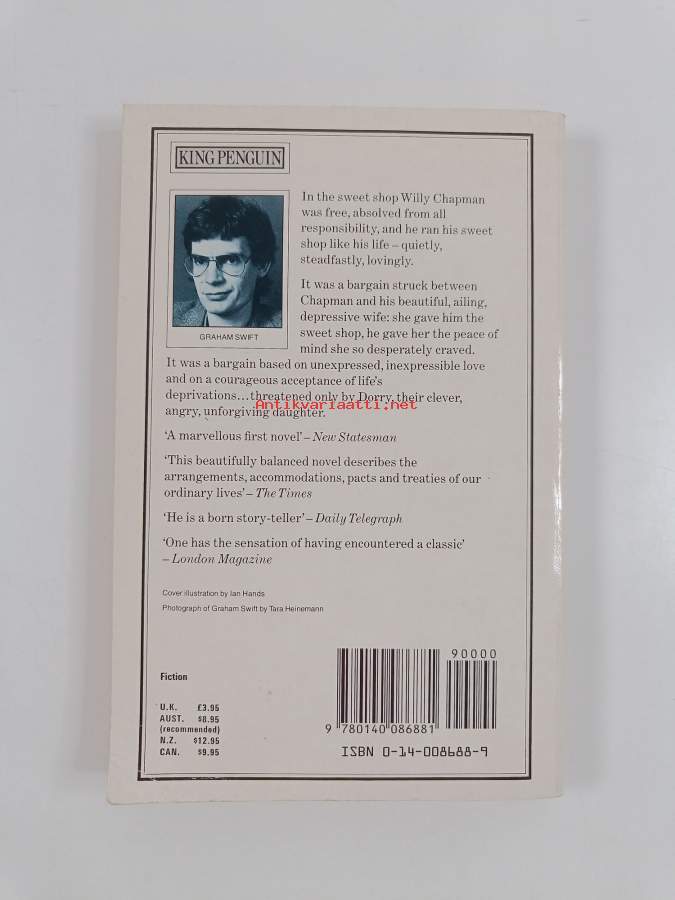 KING PENGUIN
In the sweet shop Willy Chapman
was free, absolved from all
responsibility, and he ran his sweet
shop like his life – quietly,
steadfastly, lovingly.
It was a bargain struck between
Chapman and his beautiful, ailing,
depressive wife: she gave him the
sweet shop, he gave her the peace of
mind she so desperately craved.
GRAHAM SWIFT
It was a bargain based on unexpressed, inexpressible love
and on a courageous acceptance of life's
deprivations...threatened only by Dorry, their clever,
Antikvariaatti.net
angry, unforgiving daughter.
‘A marvellous first novel’ – New Statesman
‘This beautifully balanced novel describes the
arrangements, accommodations, pacts and treaties of our
ordinary lives’ – The Times
‘He is a born story-teller’ – Daily Telegraph
‘One has the sensation of having encountered a classic’
– London Magazine
Cover illustration by Ian Hands
Photograph of Graham Swift by Tara Heinemann
Fiction
U.K. £3.95
AUST. $8.95
(recommended)
N.Z. $12.95
CAN. $9.95
90000
9 780140 086881
ISBN 0-14-008688-9